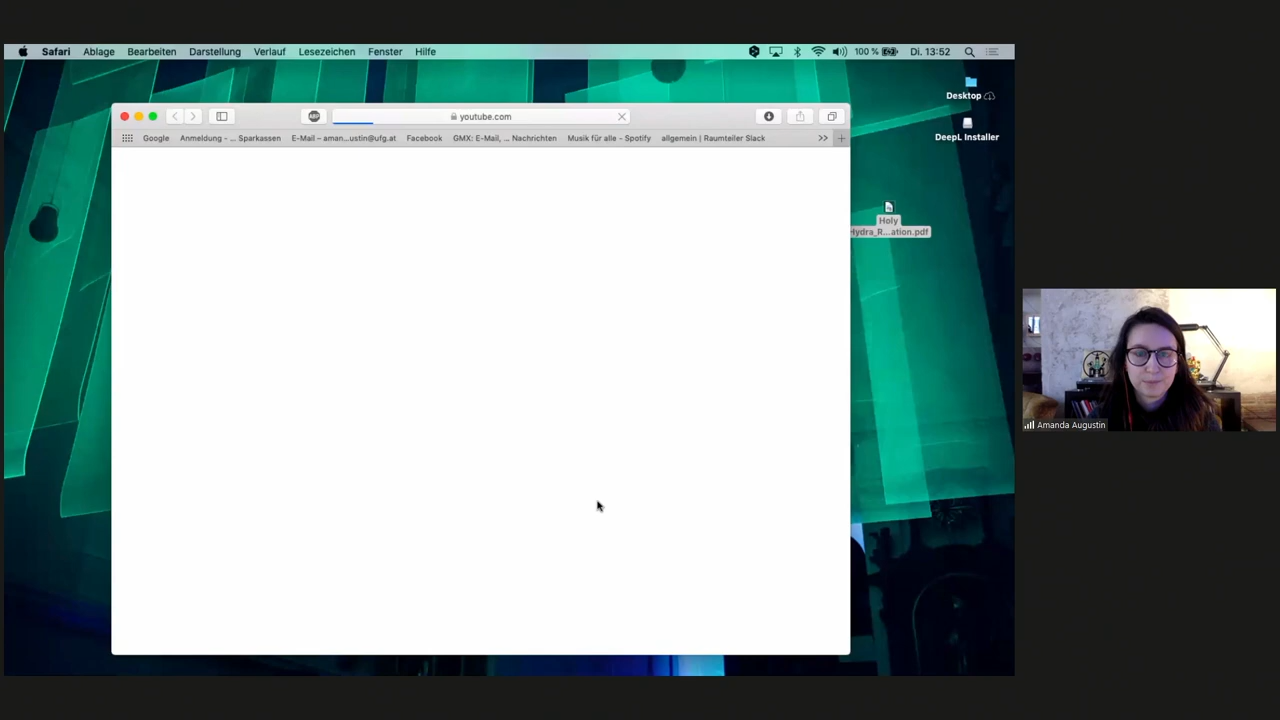 Safari Ablage Bearbeiten Darstellung Verlauf Lesezeichen Fenster Hilfe 100 % Di. 13:52
Desktop
DeepL Installer
youtube.com
Google Anmeldung - ... Sparkassen E-Mail – aman...ustin@ufg.at Facebook GMX: E-Mail, ... Nachrichten Musik für alle - Spotify allgemein | Raumteiler Slack
ABP
Holy
Hydra_R...ation.pdf
Amanda Augustin